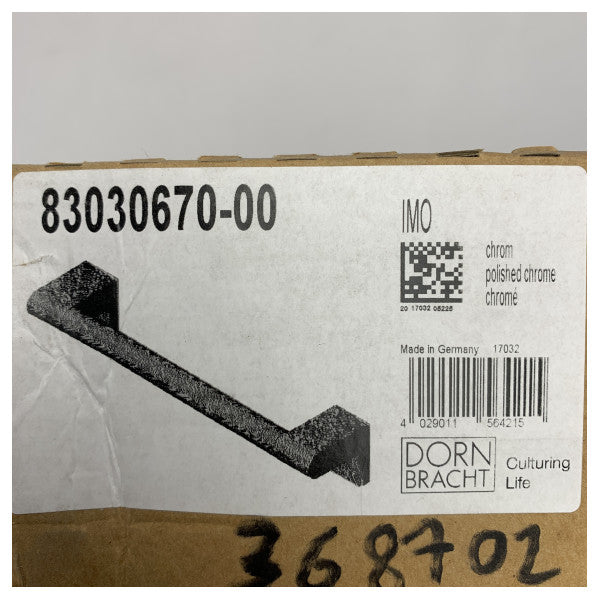 83030670-00
IMO
chrom
polished chrome
chromé
20 17032 05226
Made in Germany 17032
4 029011 564215
DORN
BRACHT
Culturing
Life
368702